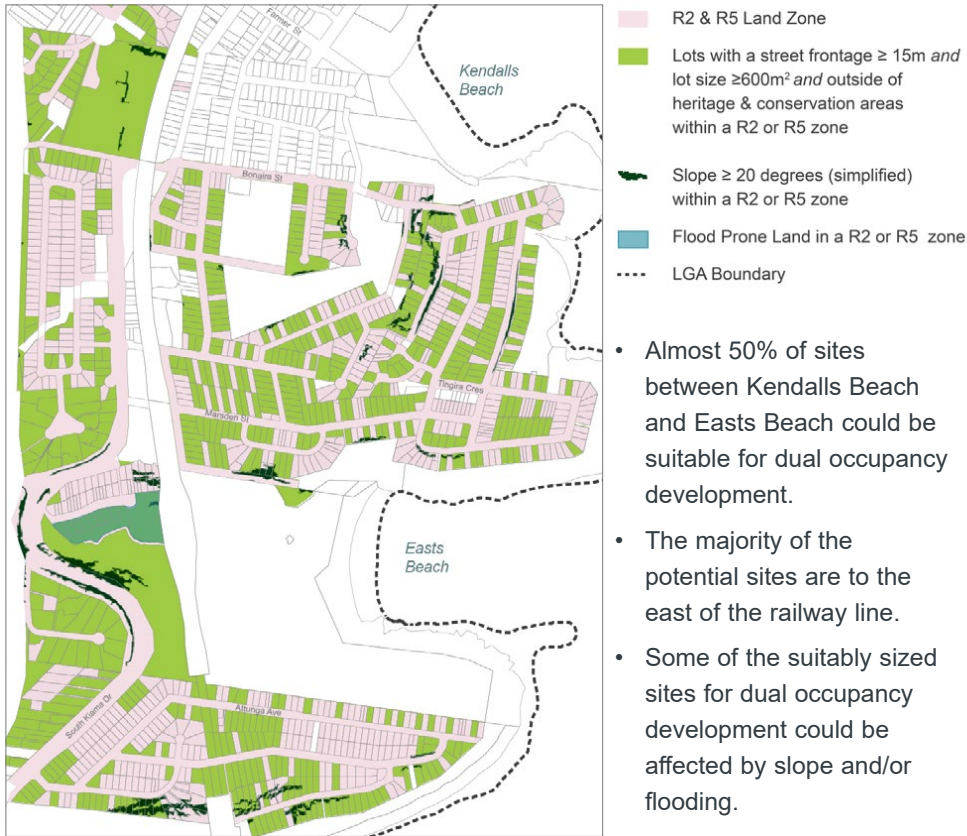 Farmer St
Kendalls
Beach
Bonaira St
Tingira Cres
Marsden St
Easts
Beach
South Kiama Dr
Attunga Ave
R2 & R5 Land Zone
Lots with a street frontage ≥ 15m and
lot size ≥600m² and outside of
heritage & conservation areas
within a R2 or R5 zone
Slope ≥ 20 degrees (simplified)
within a R2 or R5 zone
Flood Prone Land in a R2 or R5 zone
LGA Boundary
• Almost 50% of sites
between Kendalls Beach
and Easts Beach could be
suitable for dual occupancy
development.
• The majority of the
potential sites are to the
east of the railway line.
• Some of the suitably sized
sites for dual occupancy
development could be
affected by slope and/or
flooding.